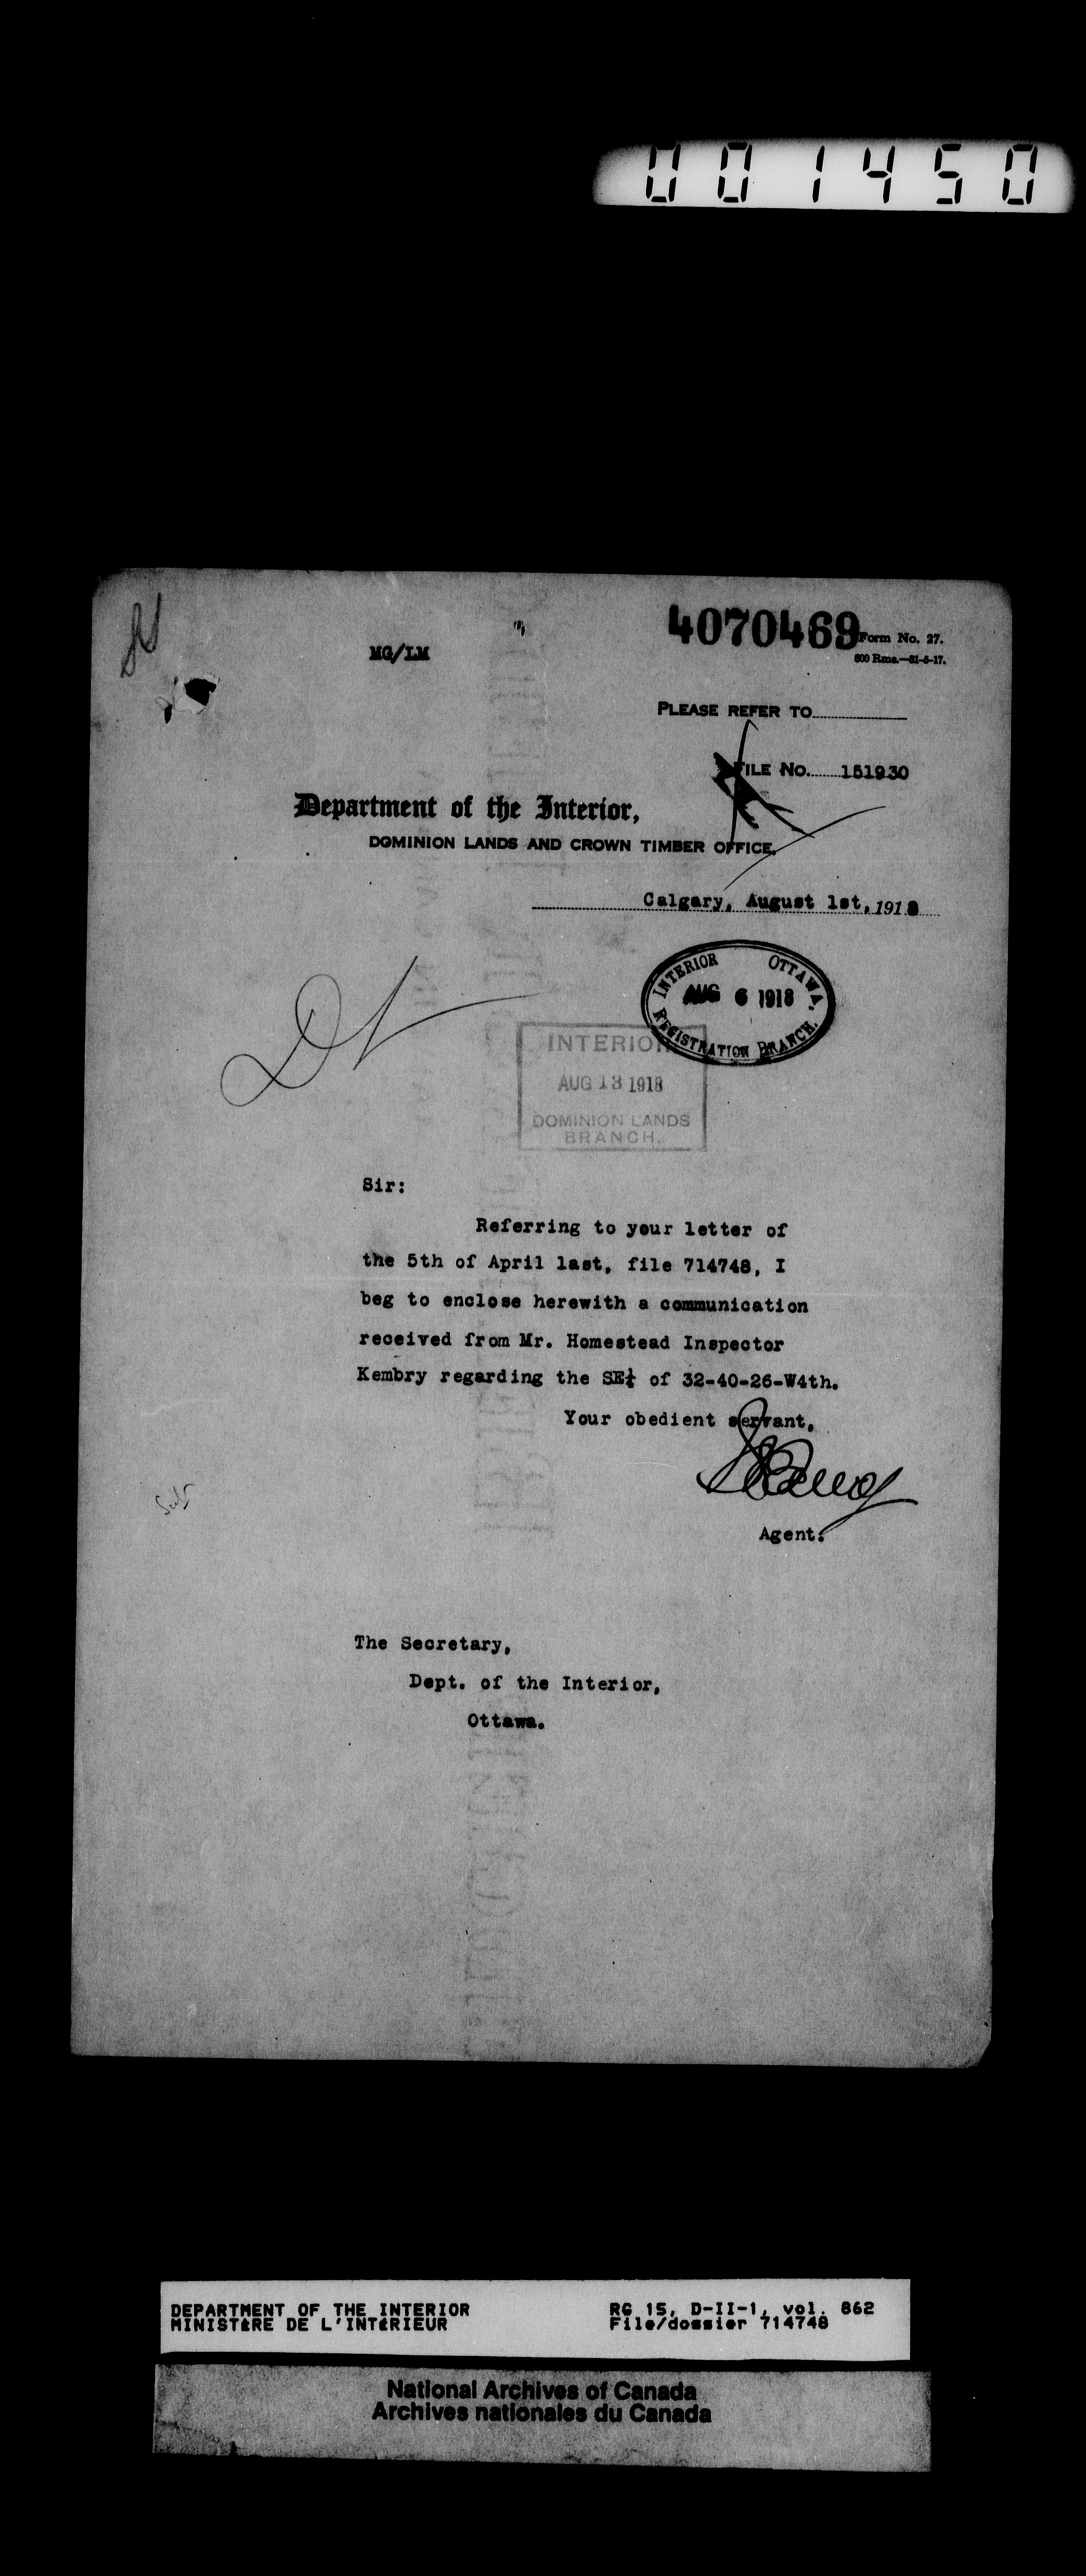 001450
4070469
Form No. 27.
MG/LM
600 Rms.—31-5-17.
PLEASE REFER TO
FILE No. 151930
Department of the Interior,
DOMINION LANDS AND CROWN TIMBER OFFICE,
Calgary, August 1st, 1918
INTERIOR OTTAWA,
AUG 6 1918
REGISTRATION BRANCH.
INTERIOR
AUG 13 1918
DOMINION LANDS
BRANCH.
Sir:
Referring to your letter of
the 5th of April last, file 714748, I
beg to enclose herewith a communication
received from Mr. Homestead Inspector
Kembry regarding the SE¼ of 32-40-26-W4th.
Your obedient servant,
Agent.
The Secretary,
Dept. of the Interior,
Ottawa.
DEPARTMENT OF THE INTERIOR
MINISTÈRE DE L'INTÉRIEUR
RG 15, D-II-1, vol. 862
File/dossier 714748
National Archives of Canada
Archives nationales du Canada